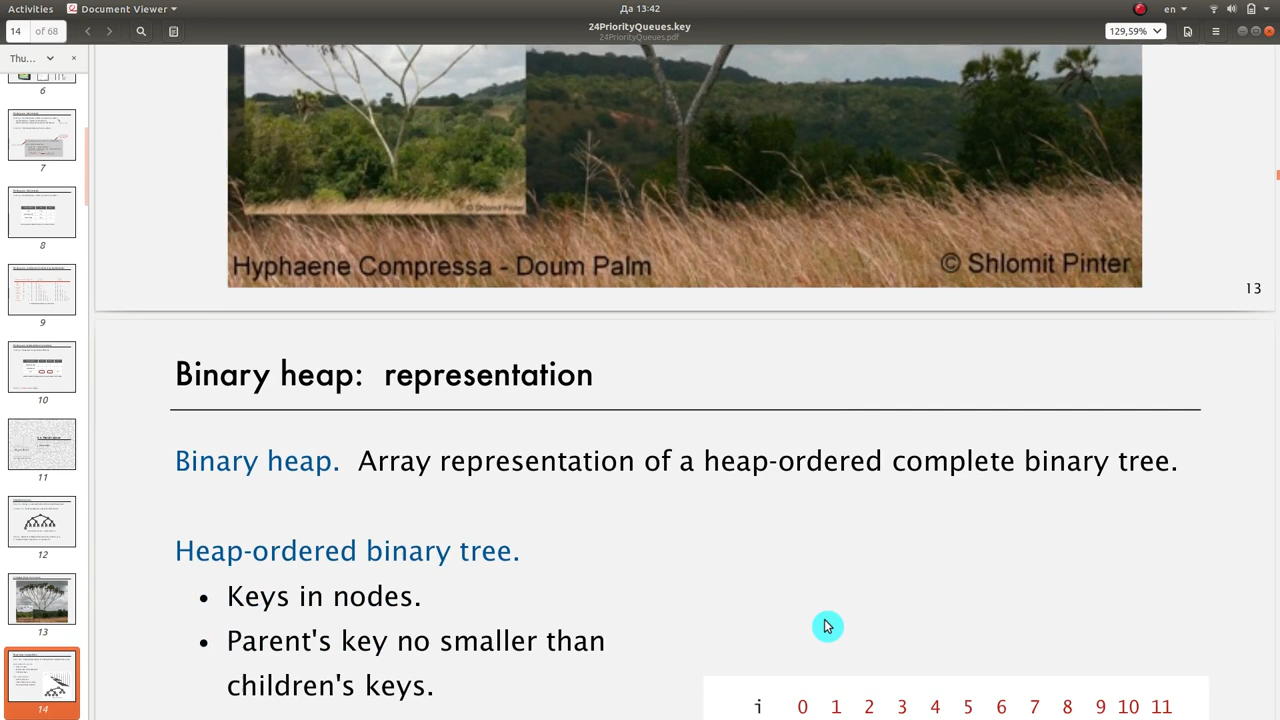 Activities Document Viewer Да 13:42 en
14 of 68 24PriorityQueues.key 129,59%
24PriorityQueues.pdf
Thu...
6
7
8
9
10
11
12
13
14
Hyphaene Compressa - Doum Palm © Shlomit Pinter
13
Binary heap: representation
Binary heap. Array representation of a heap-ordered complete binary tree.
Heap-ordered binary tree.
• Keys in nodes.
• Parent's key no smaller than
children's keys.
i 0 1 2 3 4 5 6 7 8 9 10 11